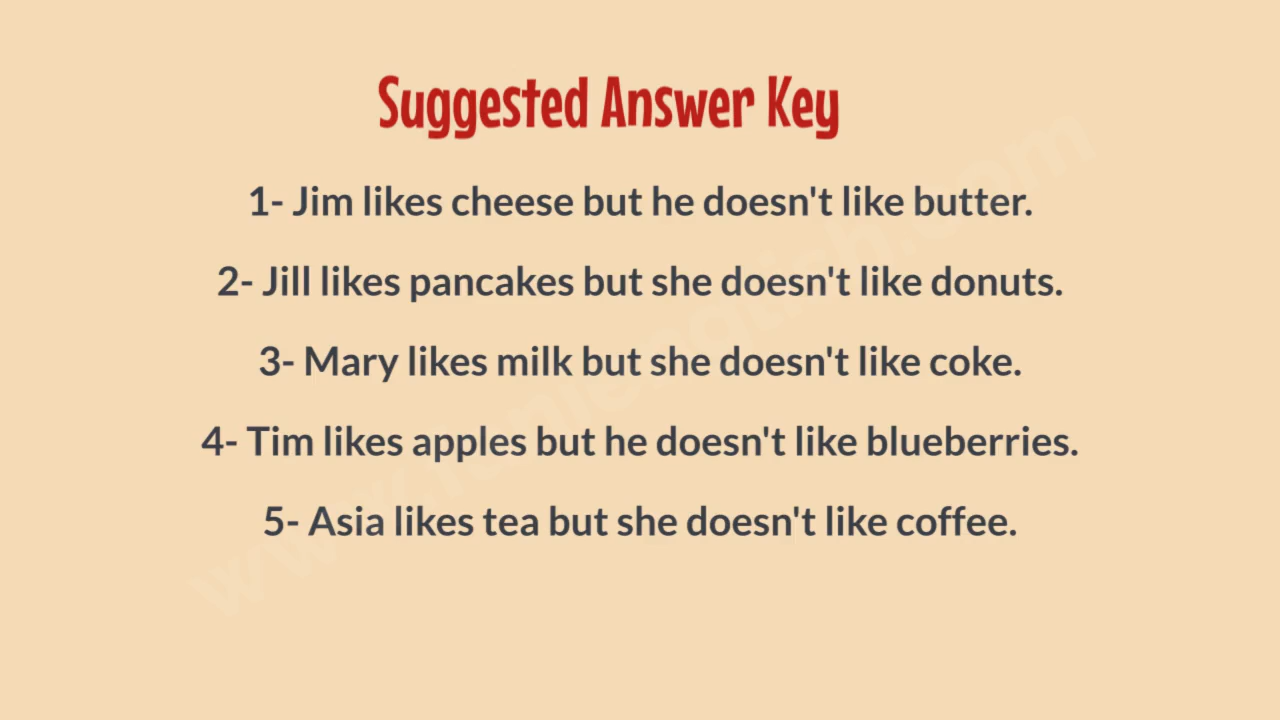 Suggested Answer Key
1- Jim likes cheese but he doesn't like butter.
2- Jill likes pancakes but she doesn't like donuts.
3- Mary likes milk but she doesn't like coke.
4- Tim likes apples but he doesn't like blueberries.
5- Asia likes tea but she doesn't like coffee.